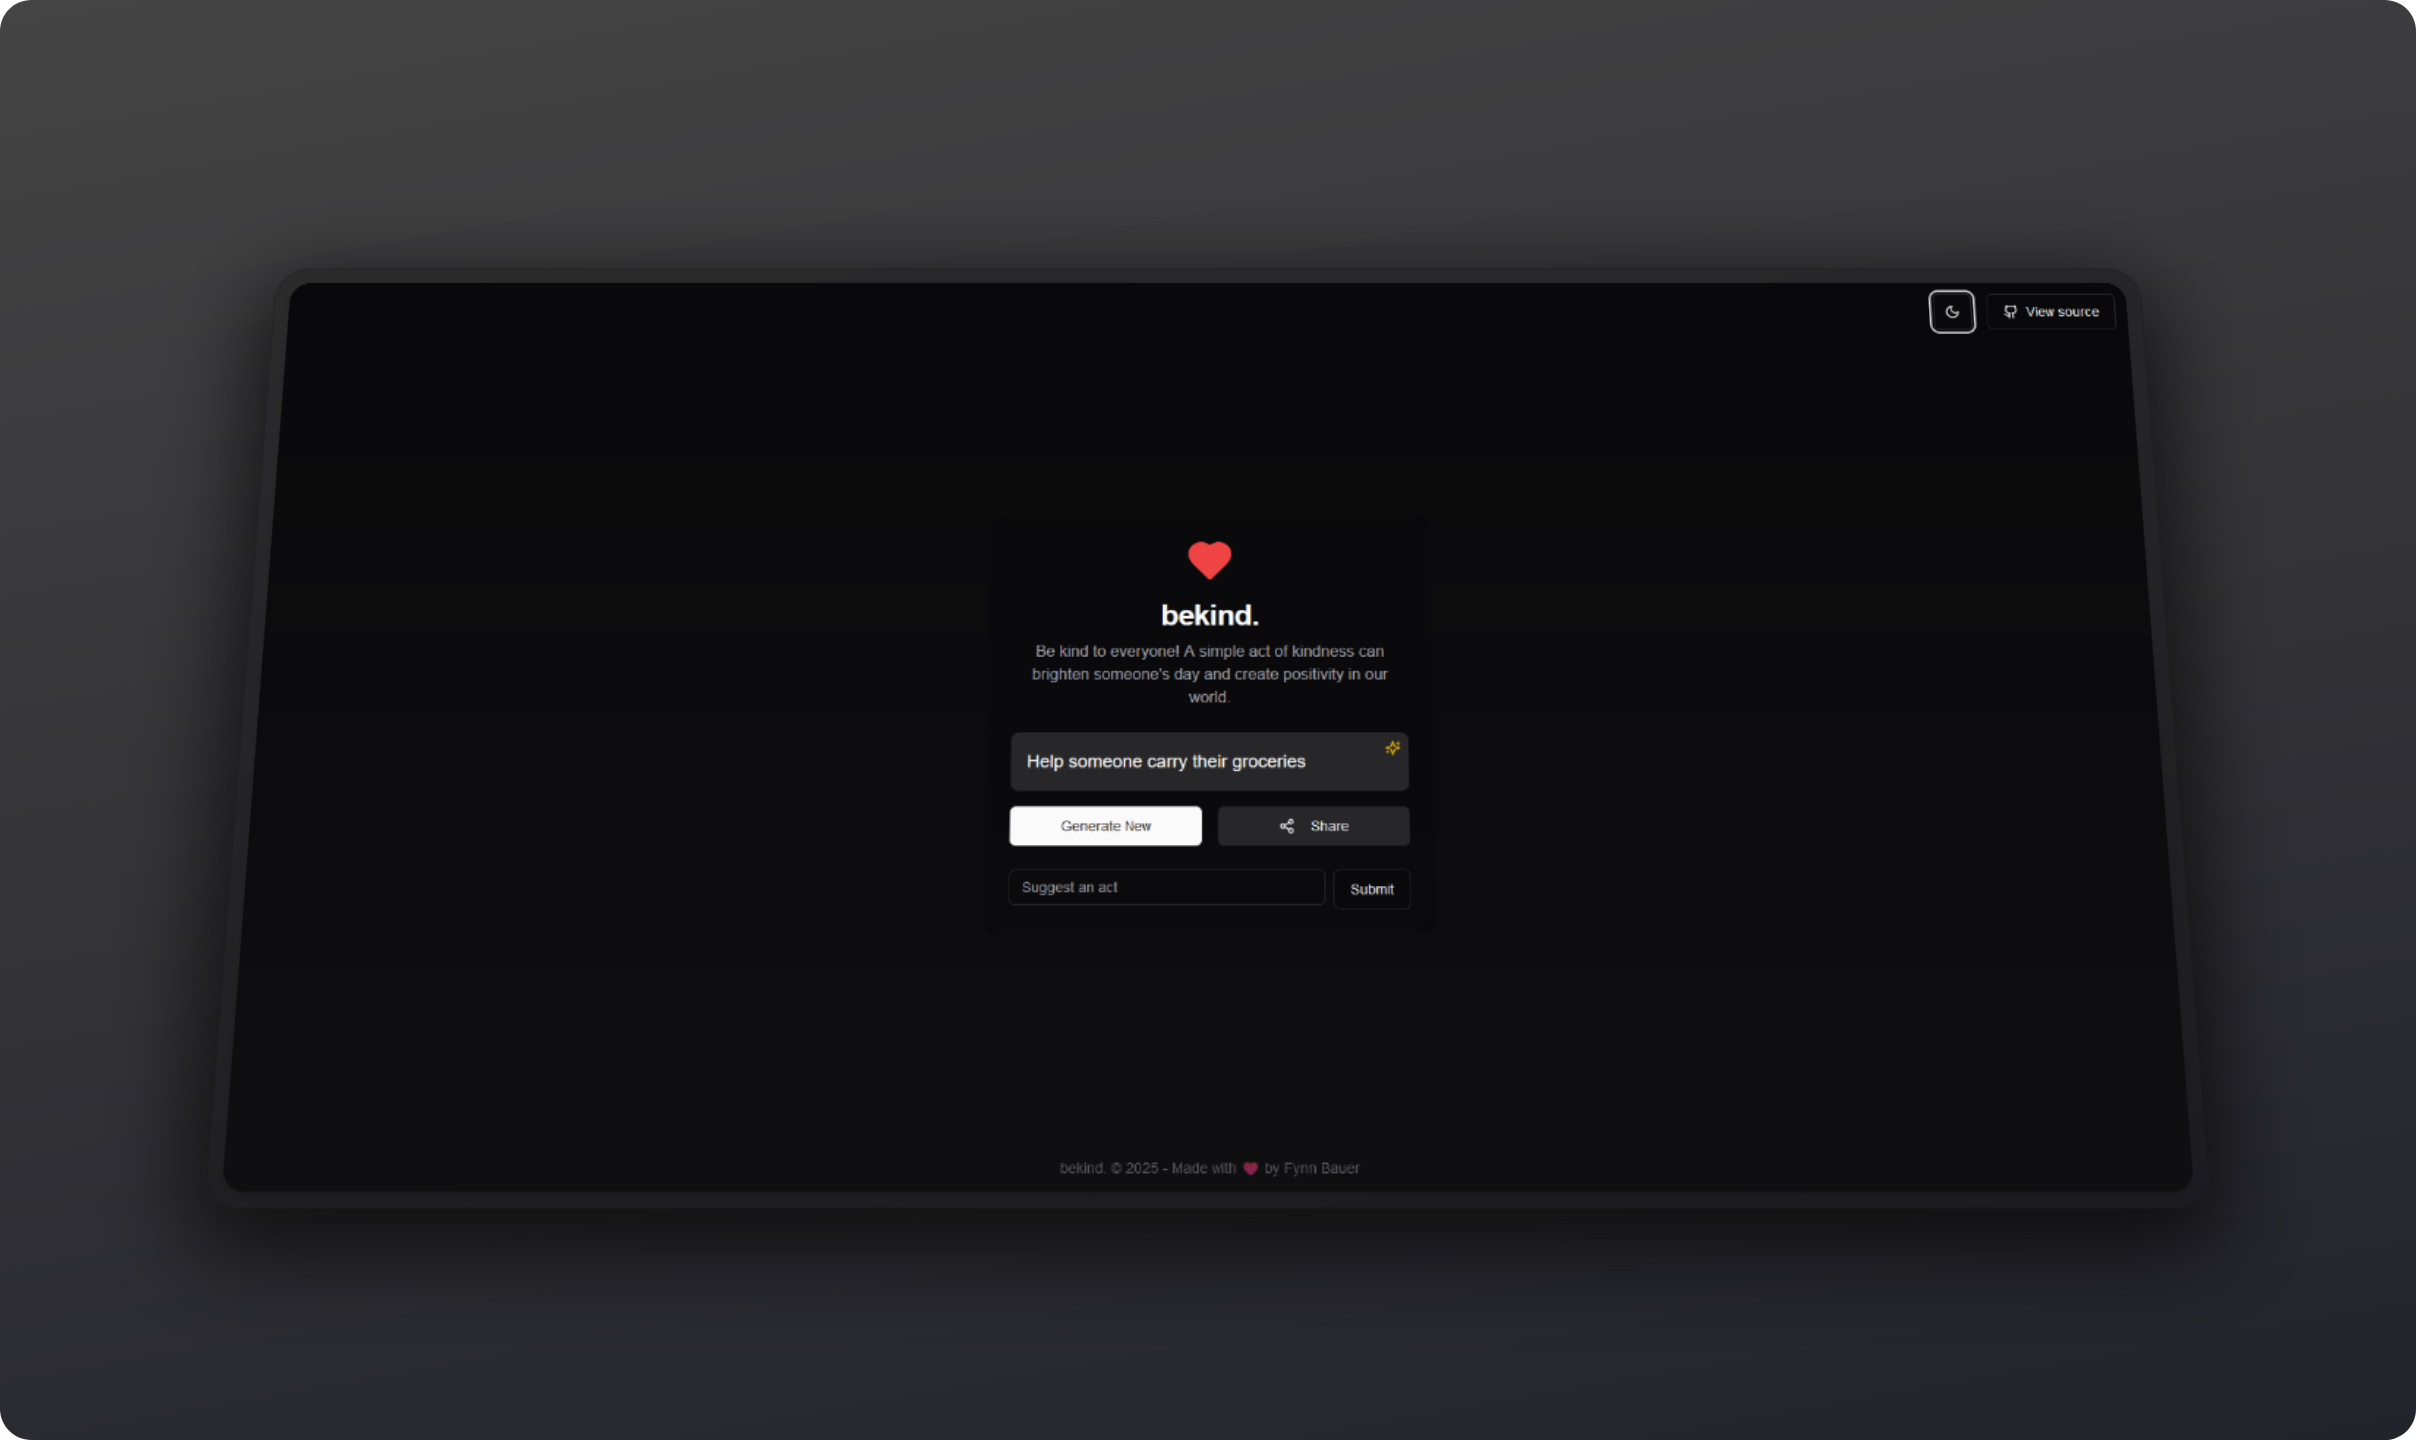 View source
bekind.
Be kind to everyone! A simple act of kindness can
brighten someone's day and create positivity in our
world.
Help someone carry their groceries
Generate New
Share
Suggest an act
Submit
bekind. © 2025 - Made with ❤️ by Fynn Bauer